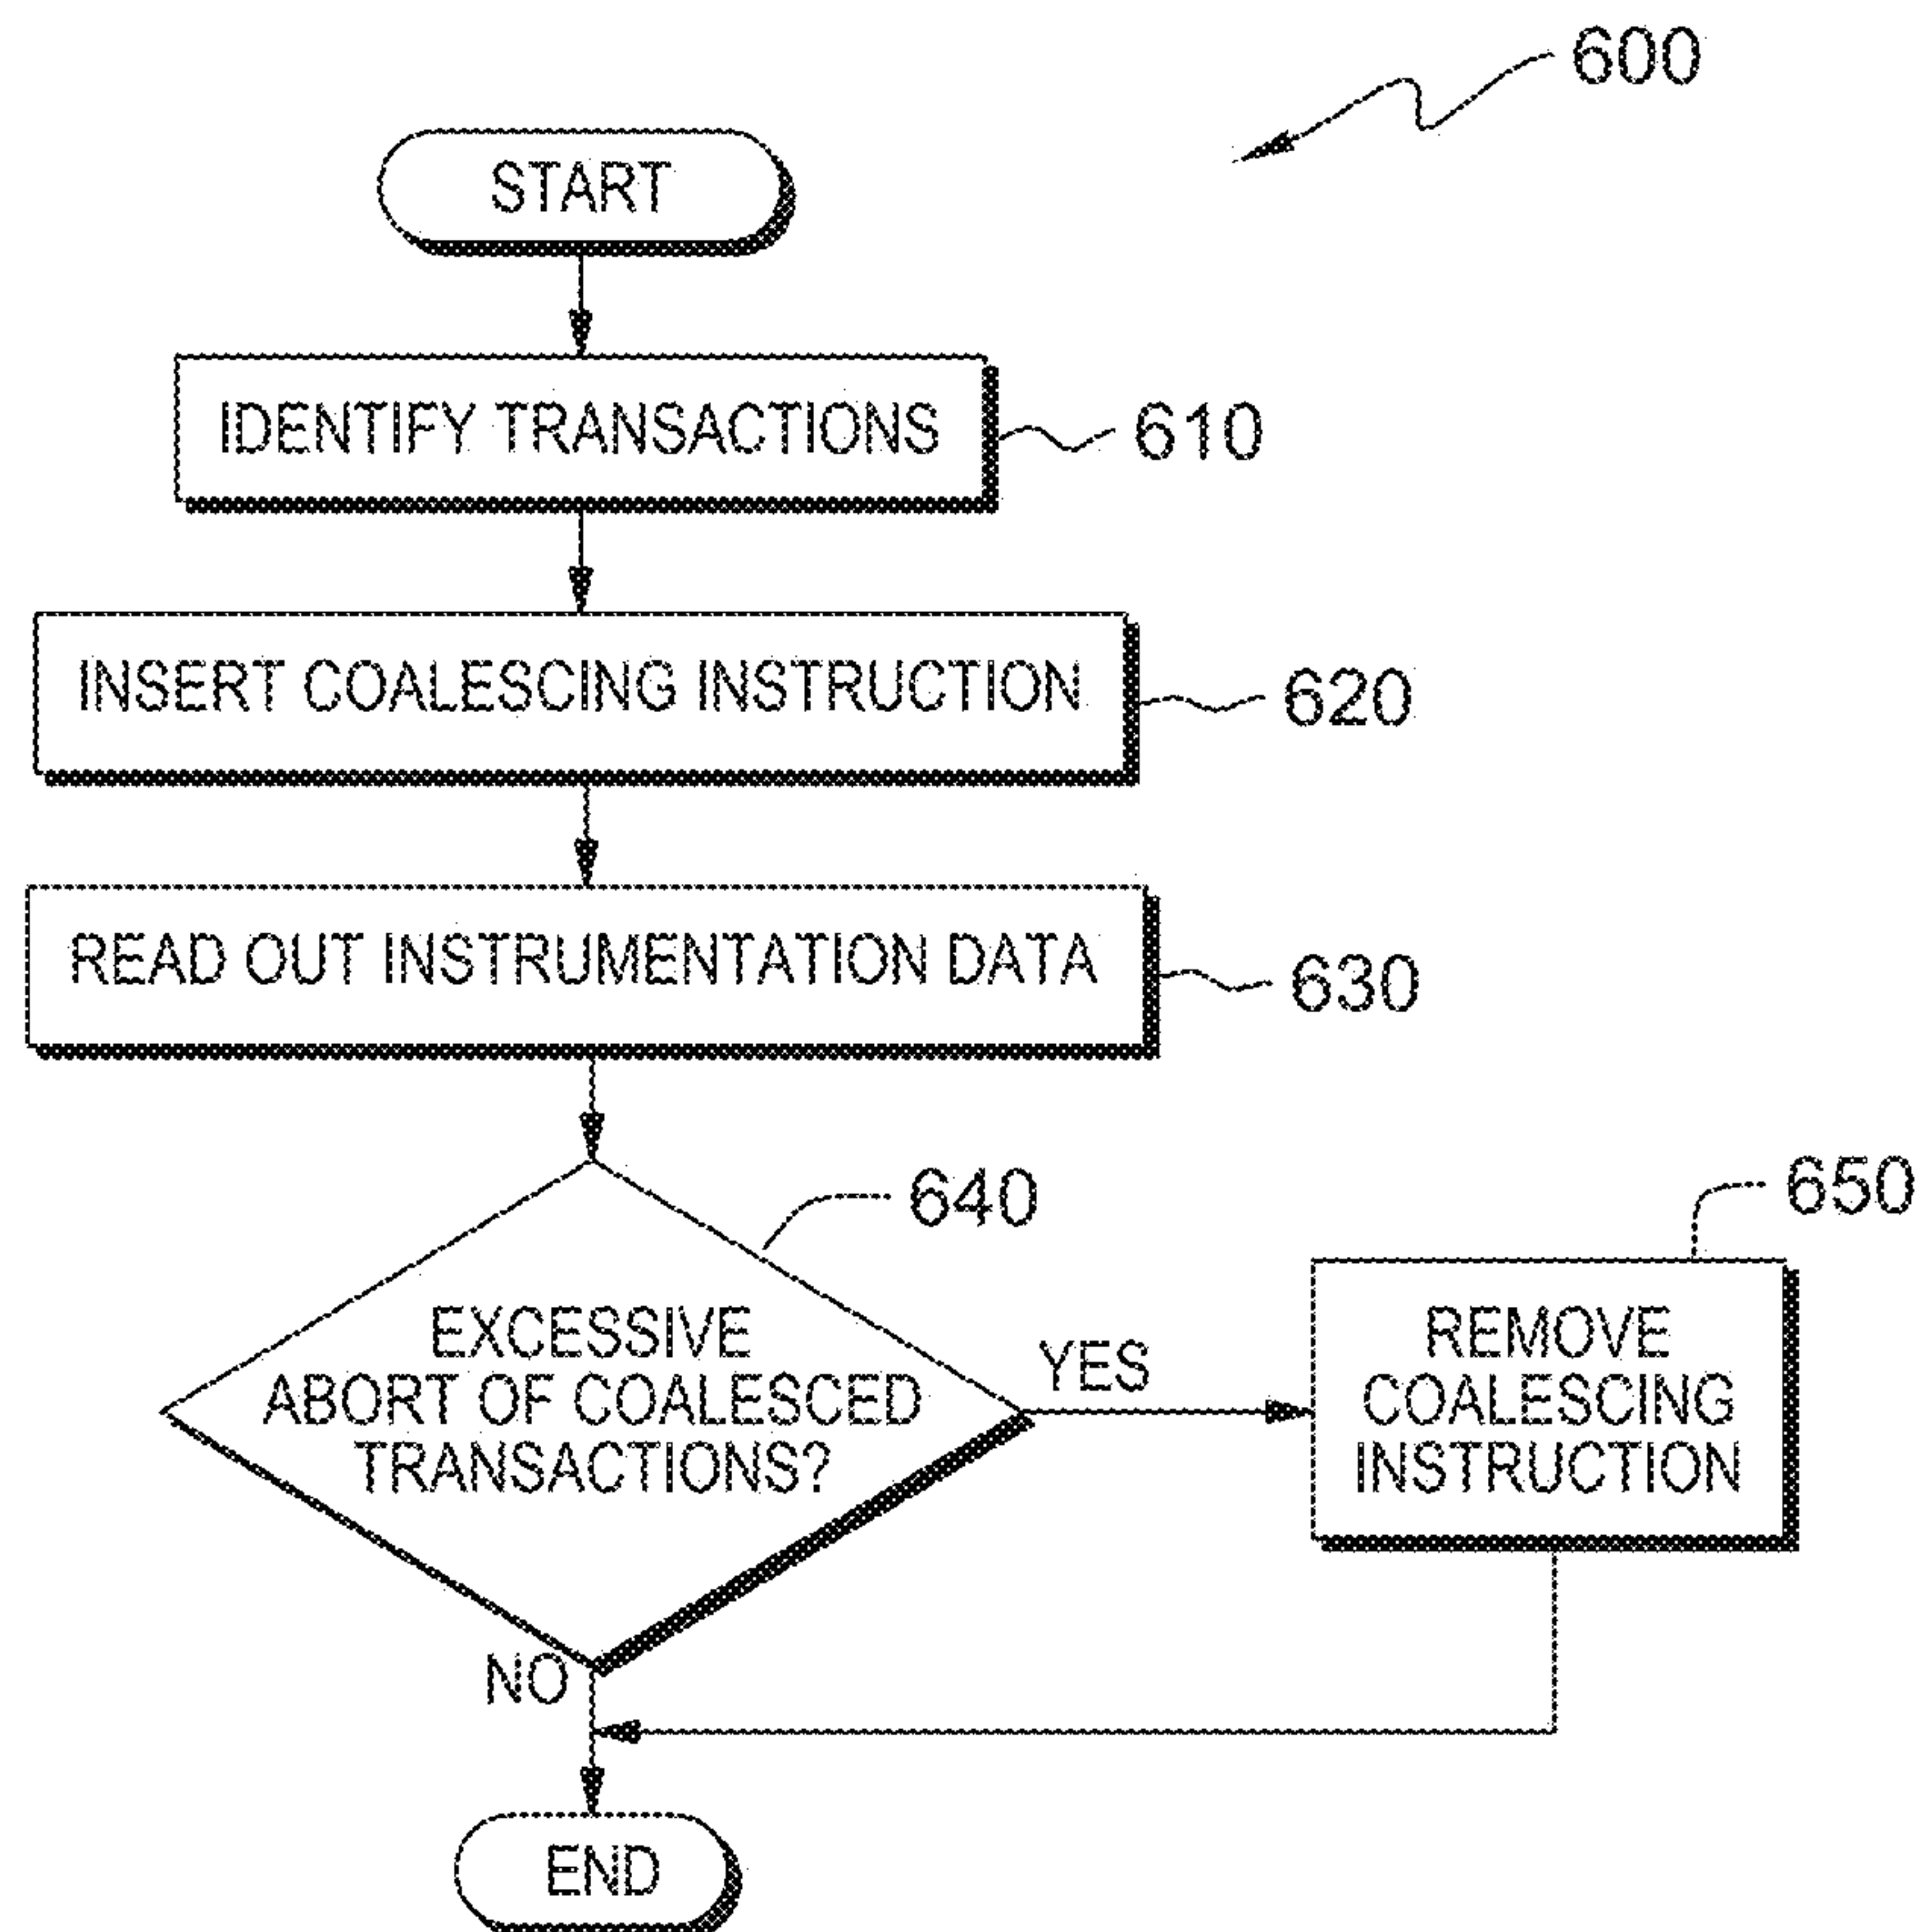 600
START
IDENTIFY TRANSACTIONS
610
INSERT COALESCING INSTRUCTION
620
READ OUT INSTRUMENTATION DATA
630
640
650
EXCESSIVE
ABORT OF COALESCED
TRANSACTIONS?
YES
REMOVE
COALESCING
INSTRUCTION
NO
END